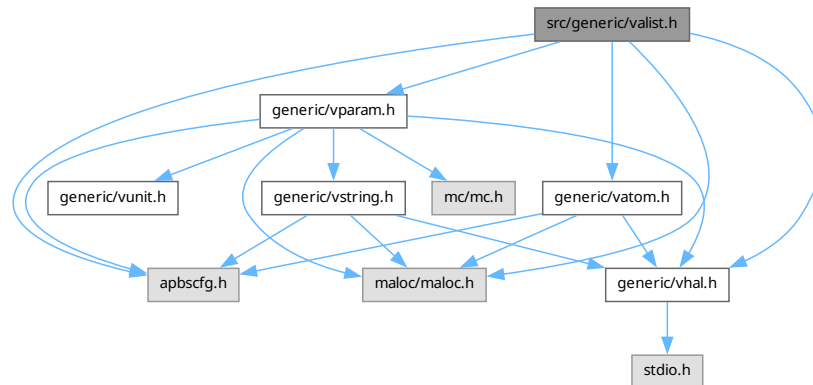 src/generic/valist.h
generic/vparam.h
generic/vunit.h
generic/vstring.h
mc/mc.h
generic/vatom.h
apbscfg.h
maloc/maloc.h
generic/vhal.h
stdio.h